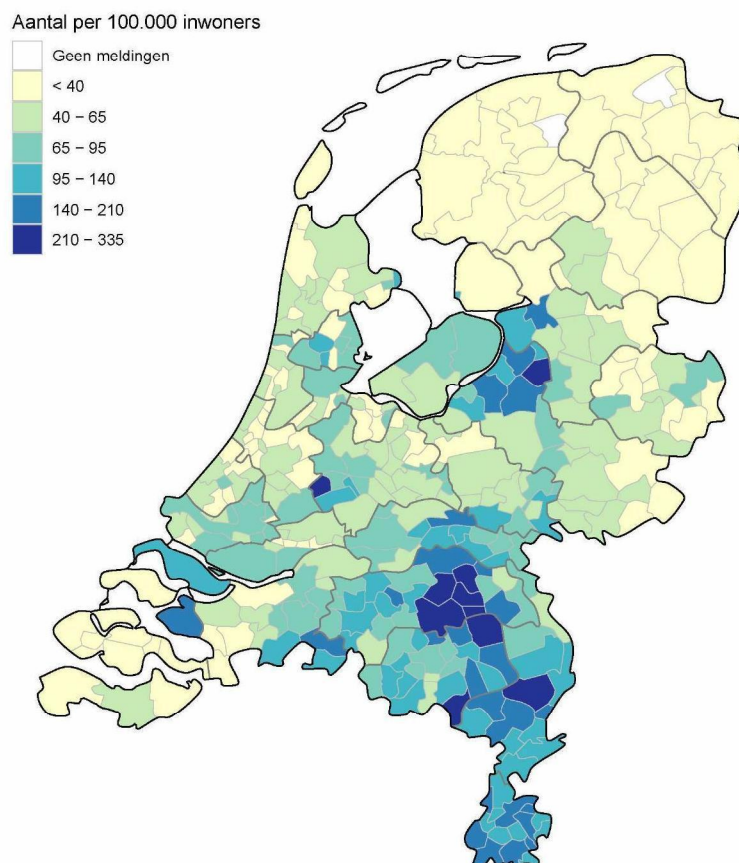 Aantal per 100.000 inwoners
Geen meldingen
< 40
40 – 65
65 – 95
95 – 140
140 – 210
210 – 335